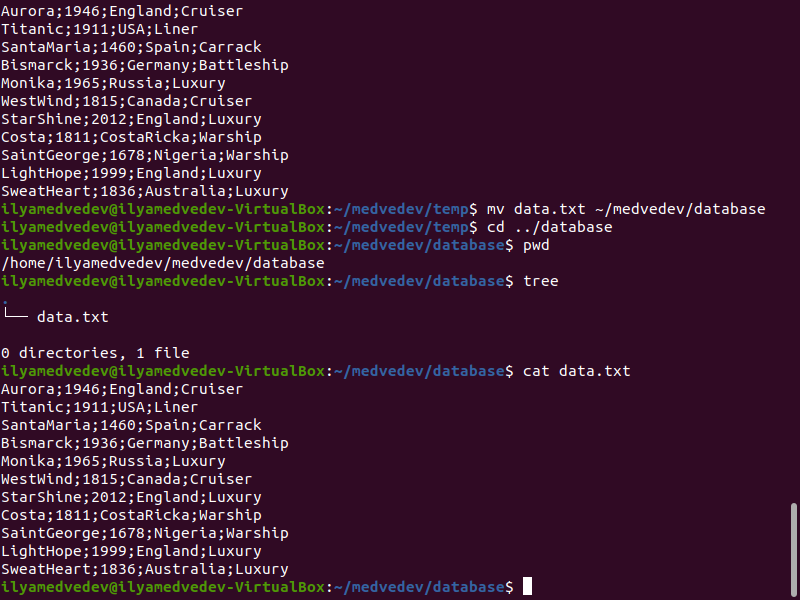 Aurora;1946;England;Cruiser
Titanic;1911;USA;Liner
SantaMaria;1460;Spain;Carrack
Bismarck;1936;Germany;Battleship
Monika;1965;Russia;Luxury
WestWind;1815;Canada;Cruiser
StarShine;2012;England;Luxury
Costa;1811;CostaRicka;Warship
SaintGeorge;1678;Nigeria;Warship
LightHope;1999;England;Luxury
SweatHeart;1836;Australia;Luxury
ilyamedvedev@ilyamedvedev-VirtualBox:~/medvedev/temp$ mv data.txt ~/medvedev/database
ilyamedvedev@ilyamedvedev-VirtualBox:~/medvedev/temp$ cd ../database
ilyamedvedev@ilyamedvedev-VirtualBox:~/medvedev/database$ pwd
/home/ilyamedvedev/medvedev/database
ilyamedvedev@ilyamedvedev-VirtualBox:~/medvedev/database$ tree
.
└── data.txt
0 directories, 1 file
ilyamedvedev@ilyamedvedev-VirtualBox:~/medvedev/database$ cat data.txt
Aurora;1946;England;Cruiser
Titanic;1911;USA;Liner
SantaMaria;1460;Spain;Carrack
Bismarck;1936;Germany;Battleship
Monika;1965;Russia;Luxury
WestWind;1815;Canada;Cruiser
StarShine;2012;England;Luxury
Costa;1811;CostaRicka;Warship
SaintGeorge;1678;Nigeria;Warship
LightHope;1999;England;Luxury
SweatHeart;1836;Australia;Luxury
ilyamedvedev@ilyamedvedev-VirtualBox:~/medvedev/database$